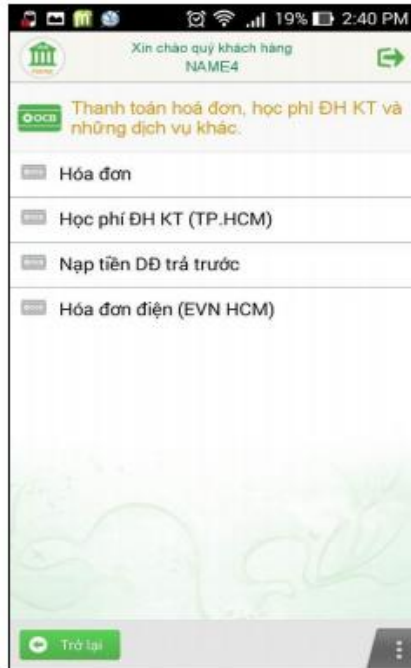 19% 2:40 PM
Xin chào quý khách hàng
NAME4
OCB
Thanh toán hoá đơn, học phí ĐH KT và
những dịch vụ khác.
Hóa đơn
Học phí ĐH KT (TP.HCM)
Nạp tiền DĐ trả trước
Hóa đơn điện (EVN HCM)
Trở lại